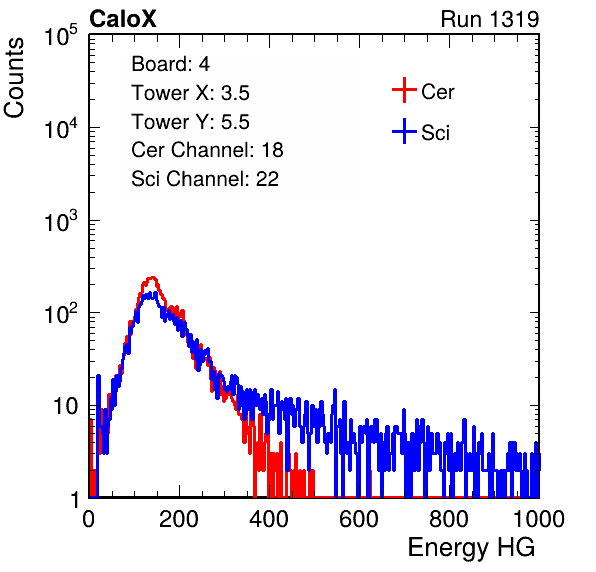 CaloX Run 1319
Counts
Board: 4
Tower X: 3.5
Tower Y: 5.5
Cer Channel: 18
Sci Channel: 22
Cer
Sci
10^5
10^4
10^3
10^2
10
1
0 200 400 600 800 1000
Energy HG